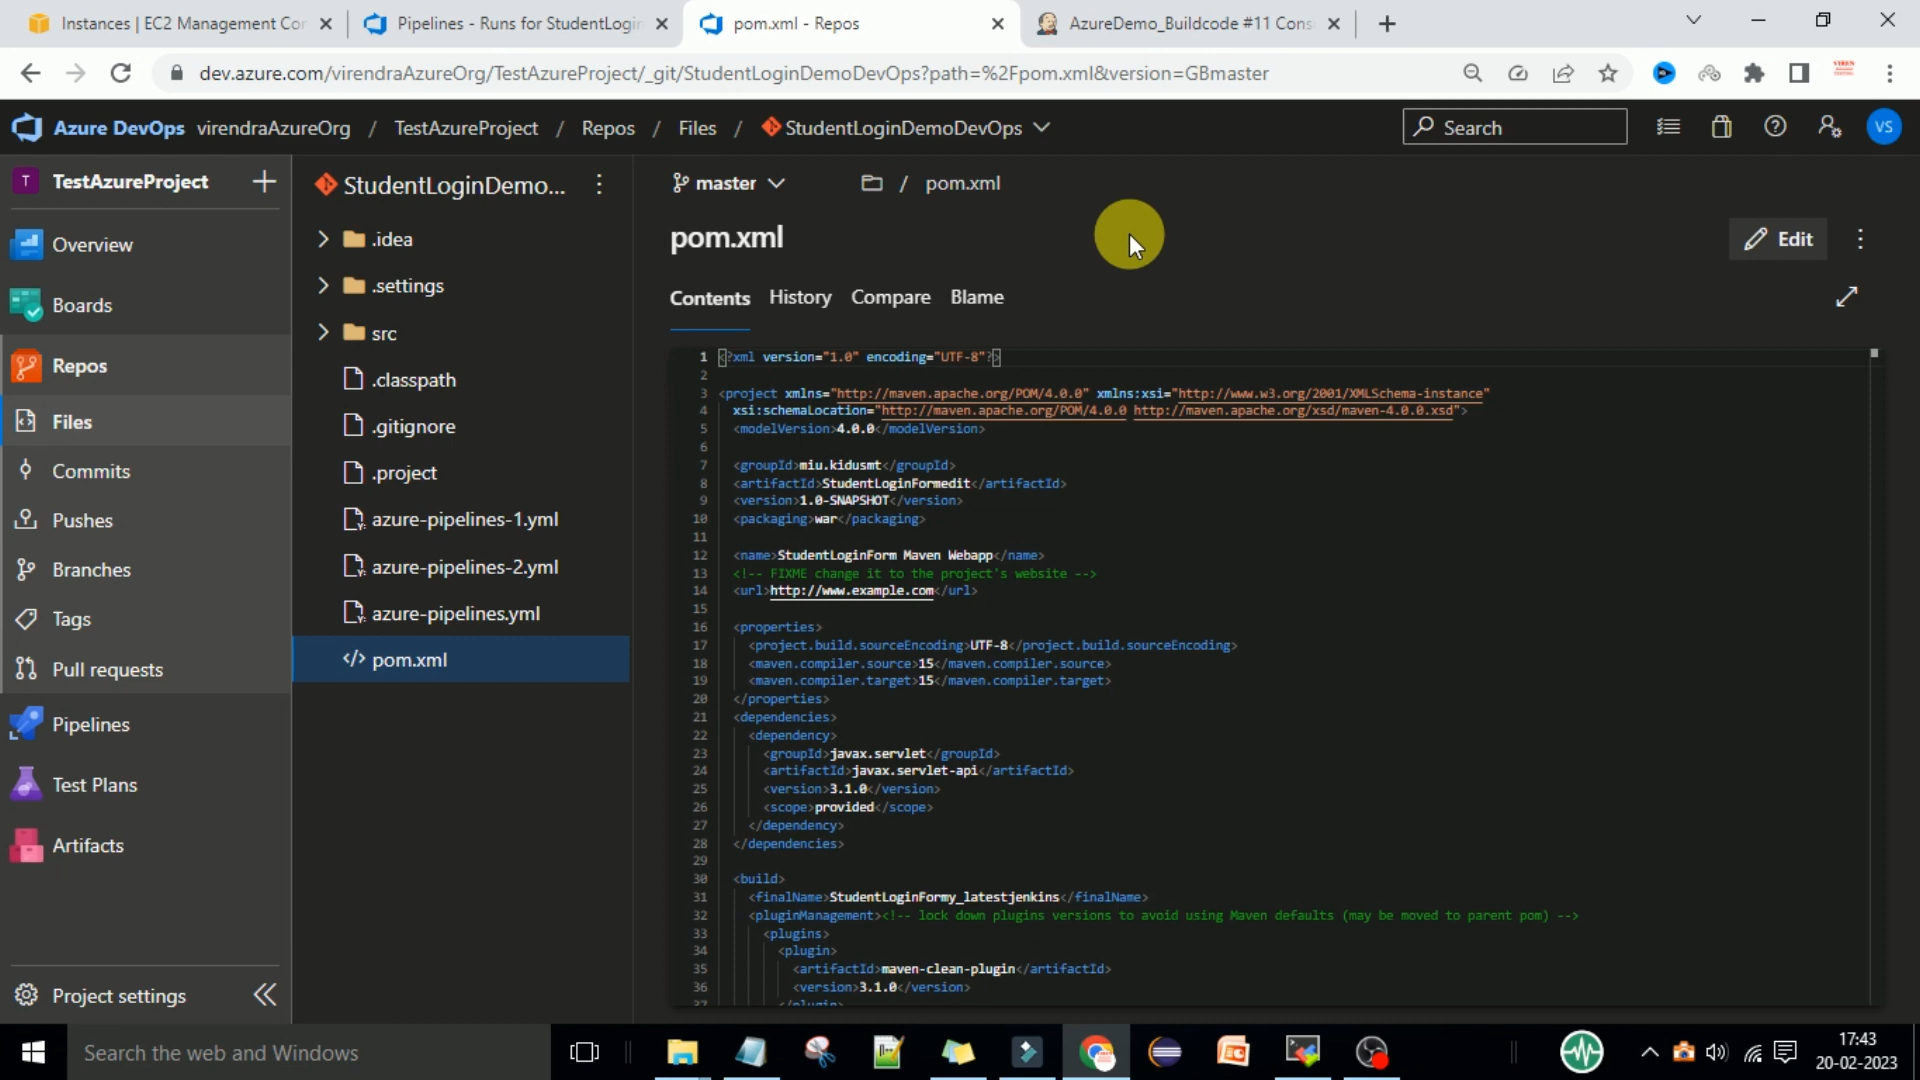 Instances | EC2 Management Cor
Pipelines - Runs for StudentLogin
pom.xml - Repos
AzureDemo_Buildcode #11 Cons
dev.azure.com/virendraAzureOrg/TestAzureProject/_git/StudentLoginDemoDevOps?path=%2Fpom.xml&version=GBmaster
Azure DevOps virendraAzureOrg / TestAzureProject / Repos / Files / StudentLoginDemoDevOps
Search
VS
T TestAzureProject
Overview
Boards
Repos
Files
Commits
Pushes
Branches
Tags
Pull requests
Pipelines
Test Plans
Artifacts
Project settings
StudentLoginDemo...
.idea
.settings
src
.classpath
.gitignore
.project
azure-pipelines-1.yml
azure-pipelines-2.yml
azure-pipelines.yml
pom.xml
master / pom.xml
pom.xml
Edit
Contents History Compare Blame
1 <?xml version="1.0" encoding="UTF-8"?>
2
3 <project xmlns="http://maven.apache.org/POM/4.0.0" xmlns:xsi="http://www.w3.org/2001/XMLSchema-instance"
4 xsi:schemaLocation="http://maven.apache.org/POM/4.0.0 http://maven.apache.org/xsd/maven-4.0.0.xsd">
5 <modelVersion>4.0.0</modelVersion>
6
7 <groupId>miu.kidusmt</groupId>
8 <artifactId>StudentLoginFormedit</artifactId>
9 <version>1.0-SNAPSHOT</version>
10 <packaging>war</packaging>
11
12 <name>StudentLoginForm Maven Webapp</name>
13 <!-- FIXME change it to the project's website -->
14 <url>http://www.example.com</url>
15
16 <properties>
17 <project.build.sourceEncoding>UTF-8</project.build.sourceEncoding>
18 <maven.compiler.source>15</maven.compiler.source>
19 <maven.compiler.target>15</maven.compiler.target>
20 </properties>
21 <dependencies>
22 <dependency>
23 <groupId>javax.servlet</groupId>
24 <artifactId>javax.servlet-api</artifactId>
25 <version>3.1.0</version>
26 <scope>provided</scope>
27 </dependency>
28 </dependencies>
29
30 <build>
31 <finalName>StudentLoginFormy_latestjenkins</finalName>
32 <pluginManagement><!-- lock down plugins versions to avoid using Maven defaults (may be moved to parent pom) -->
33 <plugins>
34 <plugin>
35 <artifactId>maven-clean-plugin</artifactId>
36 <version>3.1.0</version>
37 </plugin>
Search the web and Windows
17:43
20-02-2023